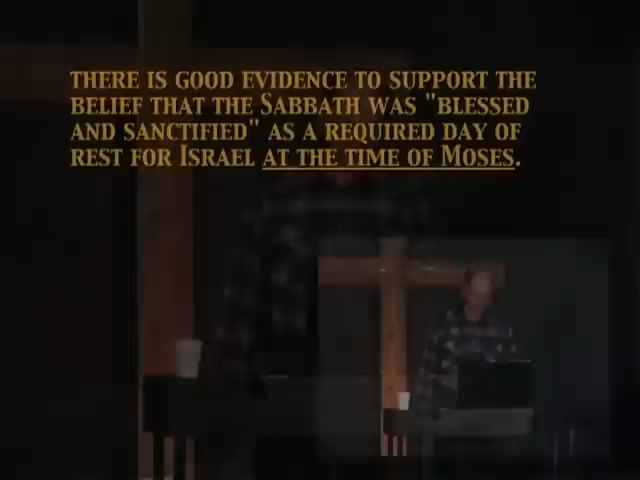 THERE IS GOOD EVIDENCE TO SUPPORT THE
BELIEF THAT THE SABBATH WAS "BLESSED
AND SANCTIFIED" AS A REQUIRED DAY OF
REST FOR ISRAEL AT THE TIME OF MOSES.